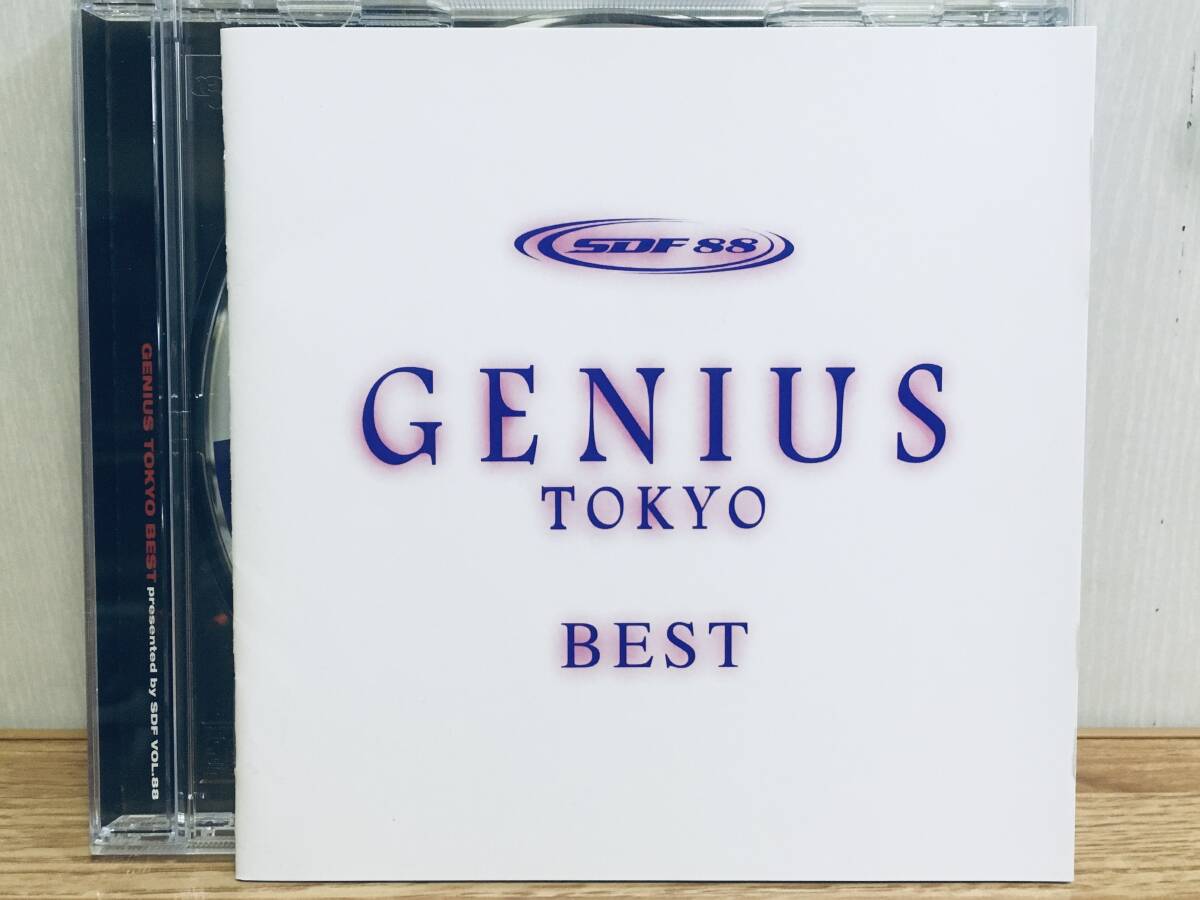 SDF 88
GENIUS
TOKYO
BEST
GENIUS TOKYO BEST presented by SDF VOL.88